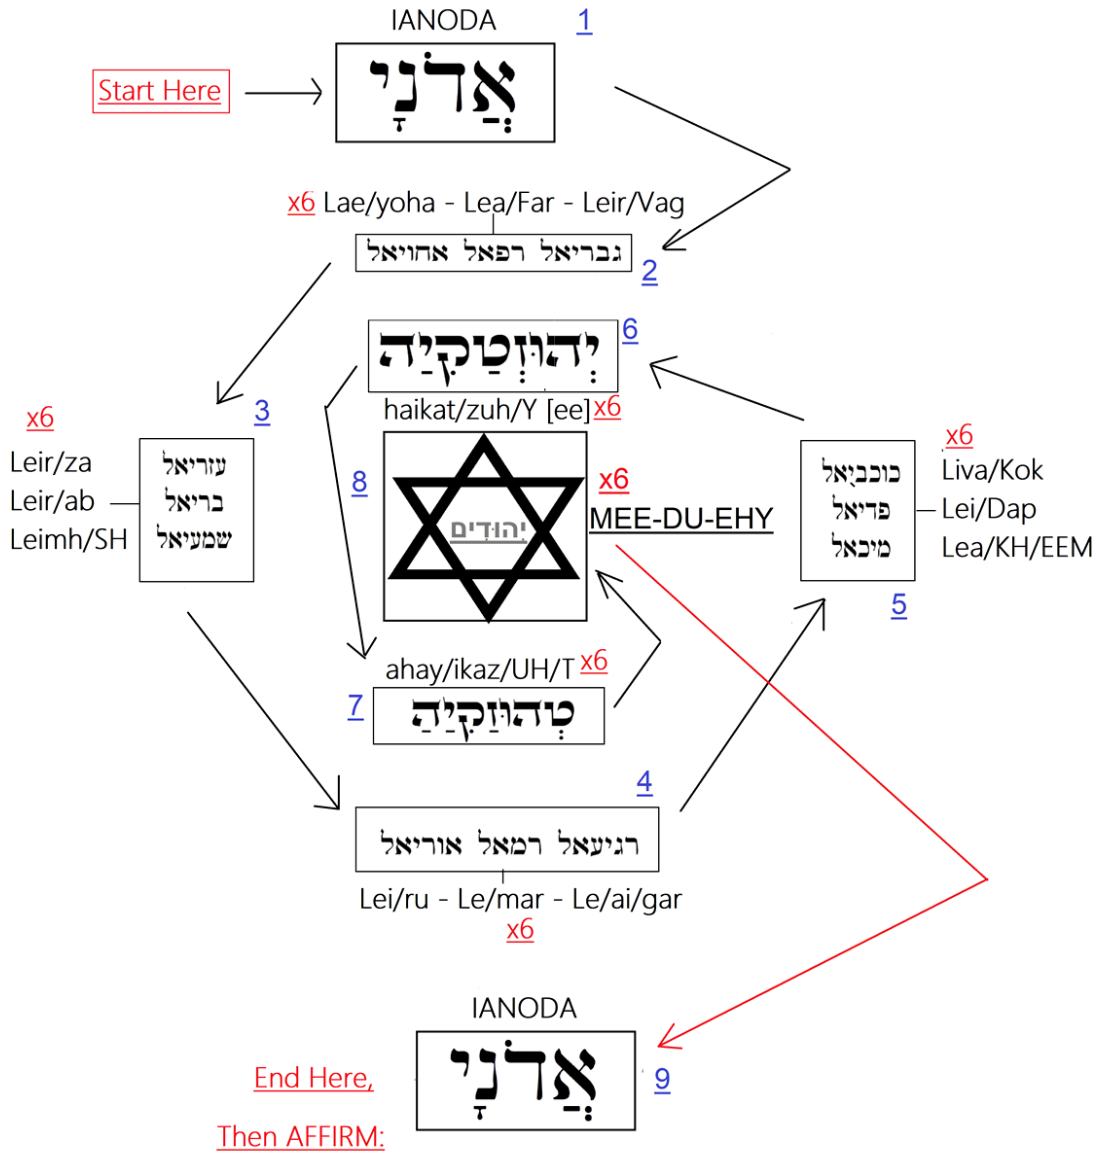 IANODA
1
Start Here
אֲדֹנָי
x6 Lae/yoha - Lea/Far - Leir/Vag
גבריאל רפאל אחויאל
2
6
יְהוּוְטַקִיַה
haikat/zuh/Y [ee] x6
x6
3
Leir/za
Leir/ab
Leimh/SH
עזריאל
בריאל
שמעיאל
8
יְהוּדִים
x6
MEE-DU-EHY
כוכביאל
פדיאל
מיכאל
x6
Liva/Kok
Lei/Dap
Lea/KH/EEM
5
ahay/ikaz/UH/T x6
7
טְהוּוַקִיַהַ
4
רגיעאל רמאל אוריאל
Lei/ru - Le/mar - Le/ai/gar
x6
IANODA
אֲדֹנָי
9
End Here,
Then AFFIRM: